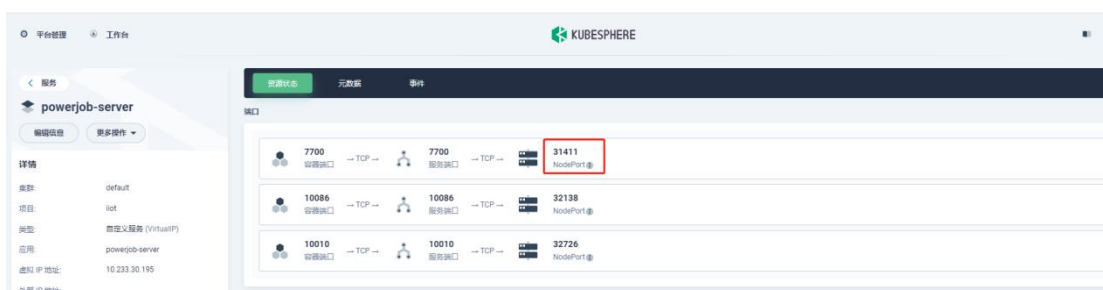 平台管理 工作台
KUBESPHERE
服务
powerjob-server
编辑信息 更多操作
详情
集群: default
项目: iiot
类型: 自定义服务 (VirtualIP)
应用: powerjob-server
虚拟 IP 地址: 10.233.30.195
资源状态 元数据 事件
端口
7700 → TCP → 7700 → TCP → 31411
容器端口 服务端口 NodePort
10086 → TCP → 10086 → TCP → 32138
容器端口 服务端口 NodePort
10010 → TCP → 10010 → TCP → 32726
容器端口 服务端口 NodePort